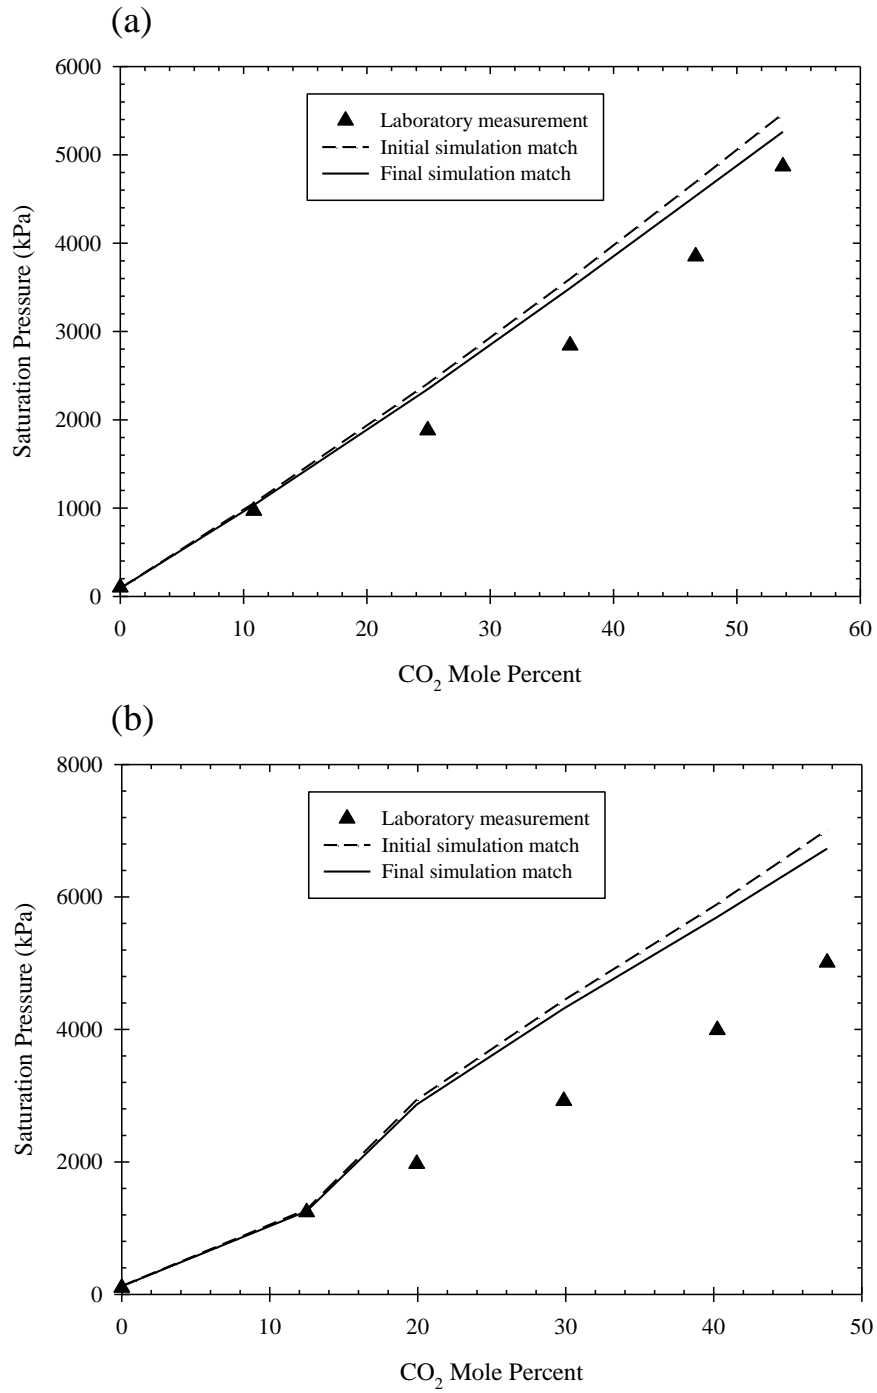 (a)
6000
5000
4000
3000
2000
1000
0
Saturation Pressure (kPa)
Laboratory measurement
Initial simulation match
Final simulation match
0 10 20 30 40 50 60
CO2 Mole Percent
(b)
8000
6000
4000
2000
0
Saturation Pressure (kPa)
Laboratory measurement
Initial simulation match
Final simulation match
0 10 20 30 40 50
CO2 Mole Percent